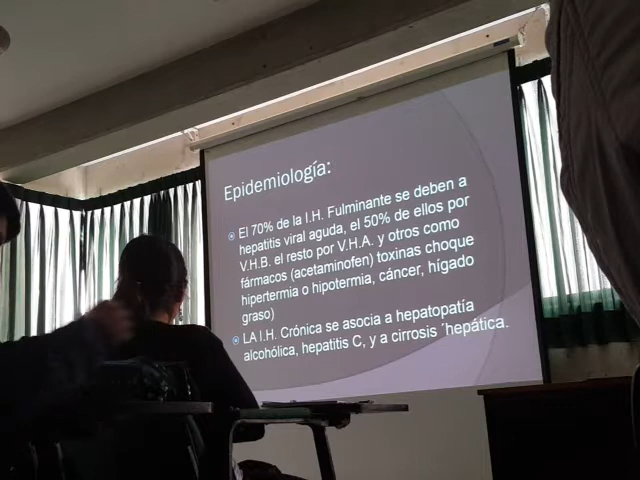 Epidemiología:
El 70% de la I.H. Fulminante se deben a
hepatitis viral aguda, el 50% de ellos por
V.H.B. el resto por V.H.A. y otros como
fármacos (acetaminofen) toxinas choque
hipertermia o hipotermia, cáncer, hígado
graso)
LA I.H. Crónica se asocia a hepatopatía
alcohólica, hepatitis C, y a cirrosis ´hepática.